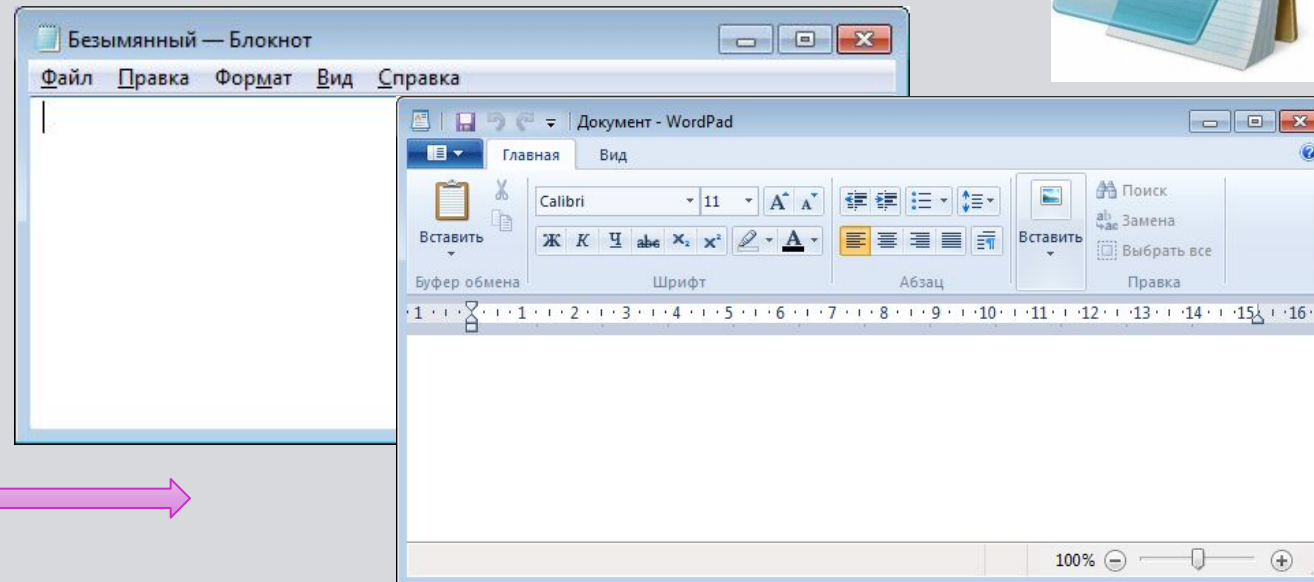 Безымянный — Блокнот
Файл Правка Формат Вид Справка
Документ - WordPad
Главная Вид
Calibri 11 A A
Вставить
Ж К Ч abc X₂ X² A
Вставить
Поиск
Замена
Выбрать все
Буфер обмена Шрифт Абзац Правка
1 1 2 3 4 5 6 7 8 9 10 11 12 13 14 15 16
100%